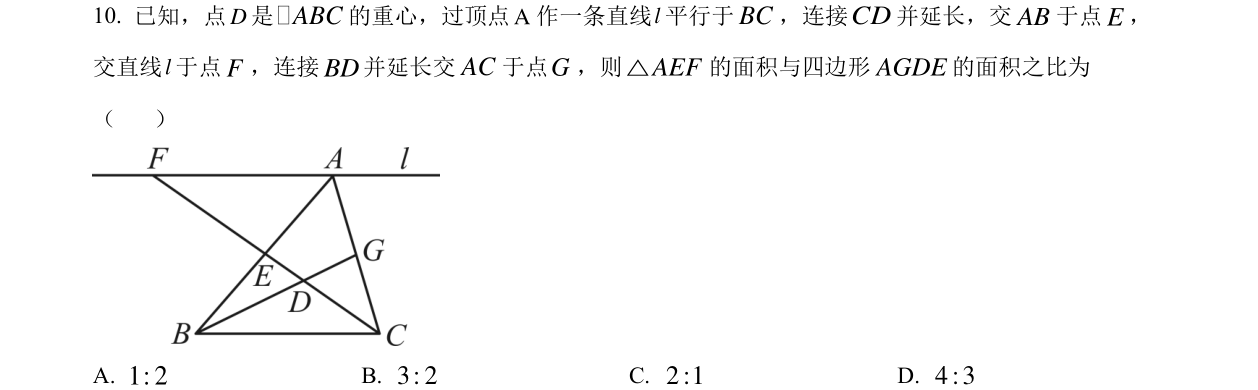 10. 已知，点D是□ABC的重心，过顶点A作一条直线l平行于BC，连接CD并延长，交AB于点E，
交直线l于点F，连接BD并延长交AC于点G，则△AEF的面积与四边形AGDE的面积之比为
（　　）
F A l
G
E
D
B C
A. 1:2 B. 3:2 C. 2:1 D. 4:3